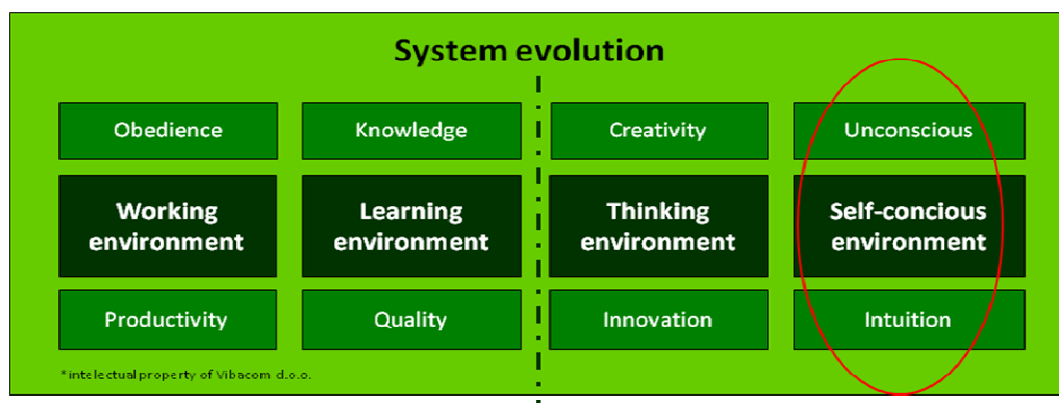 System evolution
Obedience
Knowledge
Creativity
Unconscious
Working
environment
Learning
environment
Thinking
environment
Self-concious
environment
Productivity
Quality
Innovation
Intuition
*intelectual property of Vibacom d.o.o.